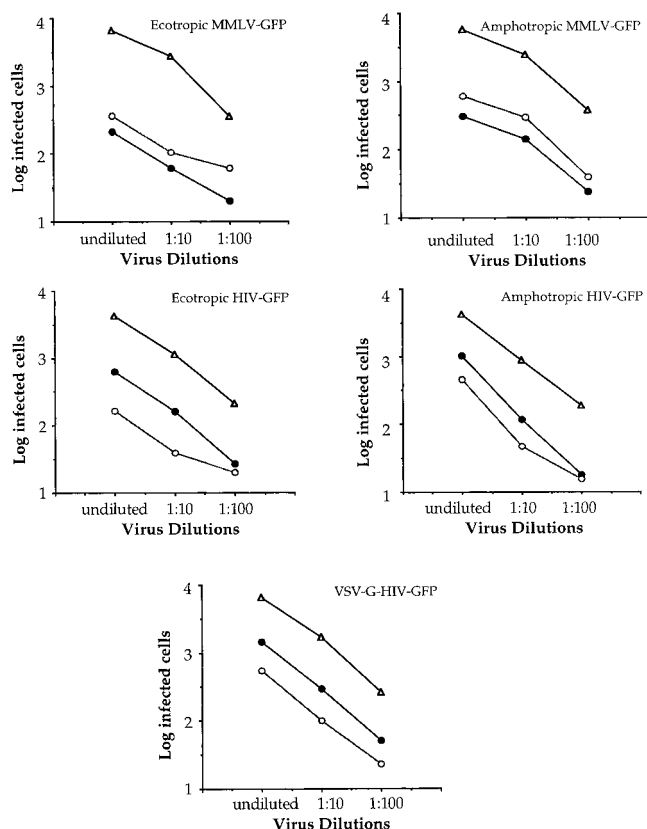 Ecotropic MMLV-GFP
4
3
2
1
Log infected cells
undiluted 1:10 1:100
Virus Dilutions
Amphotropic MMLV-GFP
4
3
2
1
Log infected cells
undiluted 1:10 1:100
Virus Dilutions
Ecotropic HIV-GFP
4
3
2
1
Log infected cells
undiluted 1:10 1:100
Virus Dilutions
Amphotropic HIV-GFP
4
3
2
1
Log infected cells
undiluted 1:10 1:100
Virus Dilutions
VSV-G-HIV-GFP
4
3
2
1
Log infected cells
undiluted 1:10 1:100
Virus Dilutions